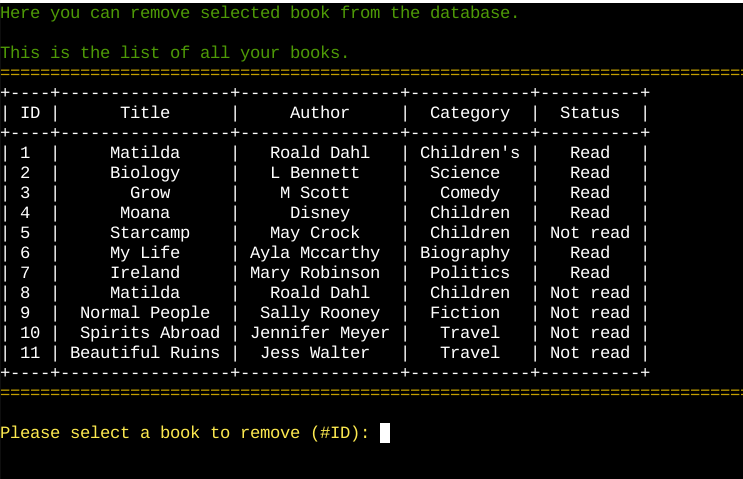 Here you can remove selected book from the database.
This is the list of all your books.
===========================================================================
+----+-----------------+----------------+------------+----------+
| ID |      Title      |     Author     |  Category  |  Status  |
+----+-----------------+----------------+------------+----------+
| 1  |     Matilda     |   Roald Dahl   | Children's |   Read   |
| 2  |     Biology     |   L Bennett    |  Science   |   Read   |
| 3  |       Grow      |    M Scott     |   Comedy   |   Read   |
| 4  |      Moana      |     Disney     |  Children  |   Read   |
| 5  |     Starcamp    |   May Crock    |  Children  | Not read |
| 6  |     My Life     | Ayla Mccarthy  | Biography  |   Read   |
| 7  |     Ireland     | Mary Robinson  |  Politics  |   Read   |
| 8  |     Matilda     |   Roald Dahl   |  Children  | Not read |
| 9  |  Normal People  |  Sally Rooney  |  Fiction   | Not read |
| 10 |  Spirits Abroad | Jennifer Meyer |   Travel   | Not read |
| 11 | Beautiful Ruins |  Jess Walter   |   Travel   | Not read |
+----+-----------------+----------------+------------+----------+
===========================================================================
Please select a book to remove (#ID):